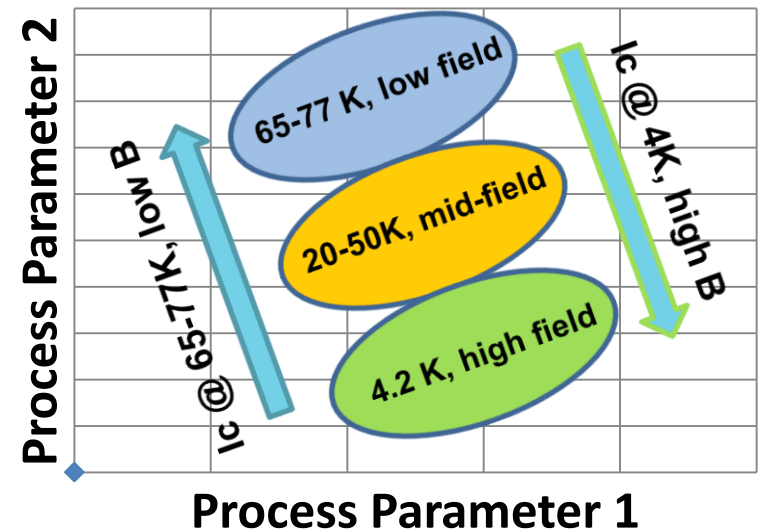 Process Parameter 2
65-77 K, low field
20-50K, mid-field
4.2 K, high field
Ic @ 65-77K, low B
Ic @ 4K, high B
Process Parameter 1